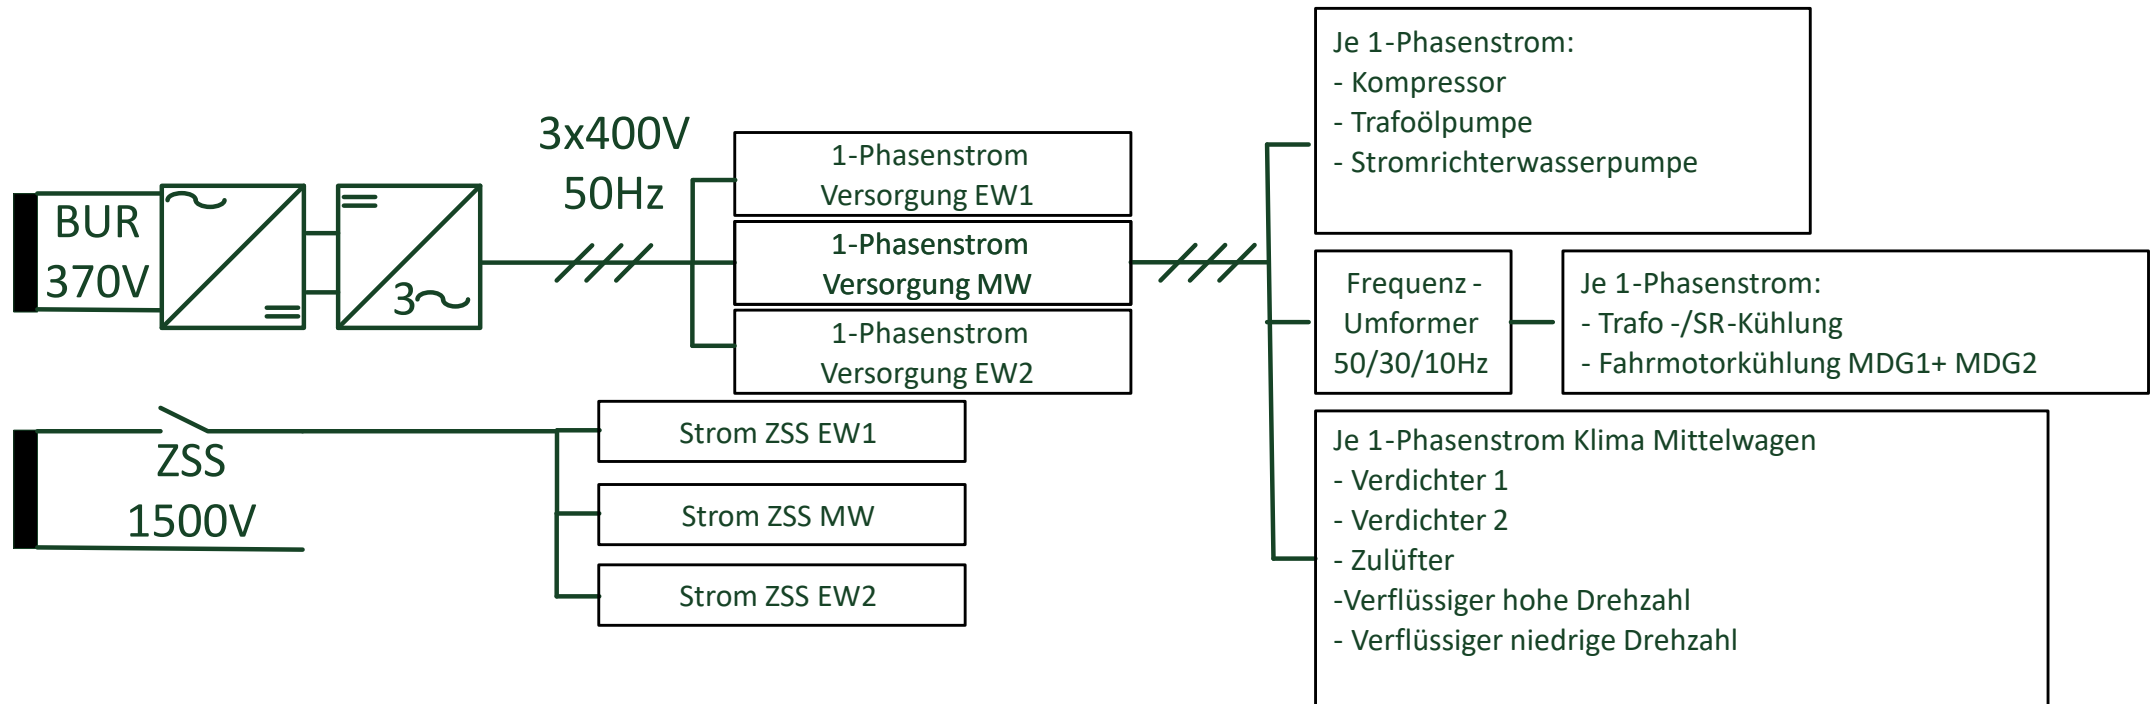 BUR
370V
3
3x400V
50Hz
1-Phasenstrom
Versorgung EW1
1-Phasenstrom
Versorgung MW
1-Phasenstrom
Versorgung EW2
Je 1-Phasenstrom:
- Kompressor
- Trafoölpumpe
- Stromrichterwasserpumpe
Frequenz -
Umformer
50/30/10Hz
Je 1-Phasenstrom:
- Trafo -/SR-Kühlung
- Fahrmotorkühlung MDG1+ MDG2
Je 1-Phasenstrom Klima Mittelwagen
- Verdichter 1
- Verdichter 2
- Zulüfter
-Verflüssiger hohe Drehzahl
- Verflüssiger niedrige Drehzahl
ZSS
1500V
Strom ZSS EW1
Strom ZSS MW
Strom ZSS EW2